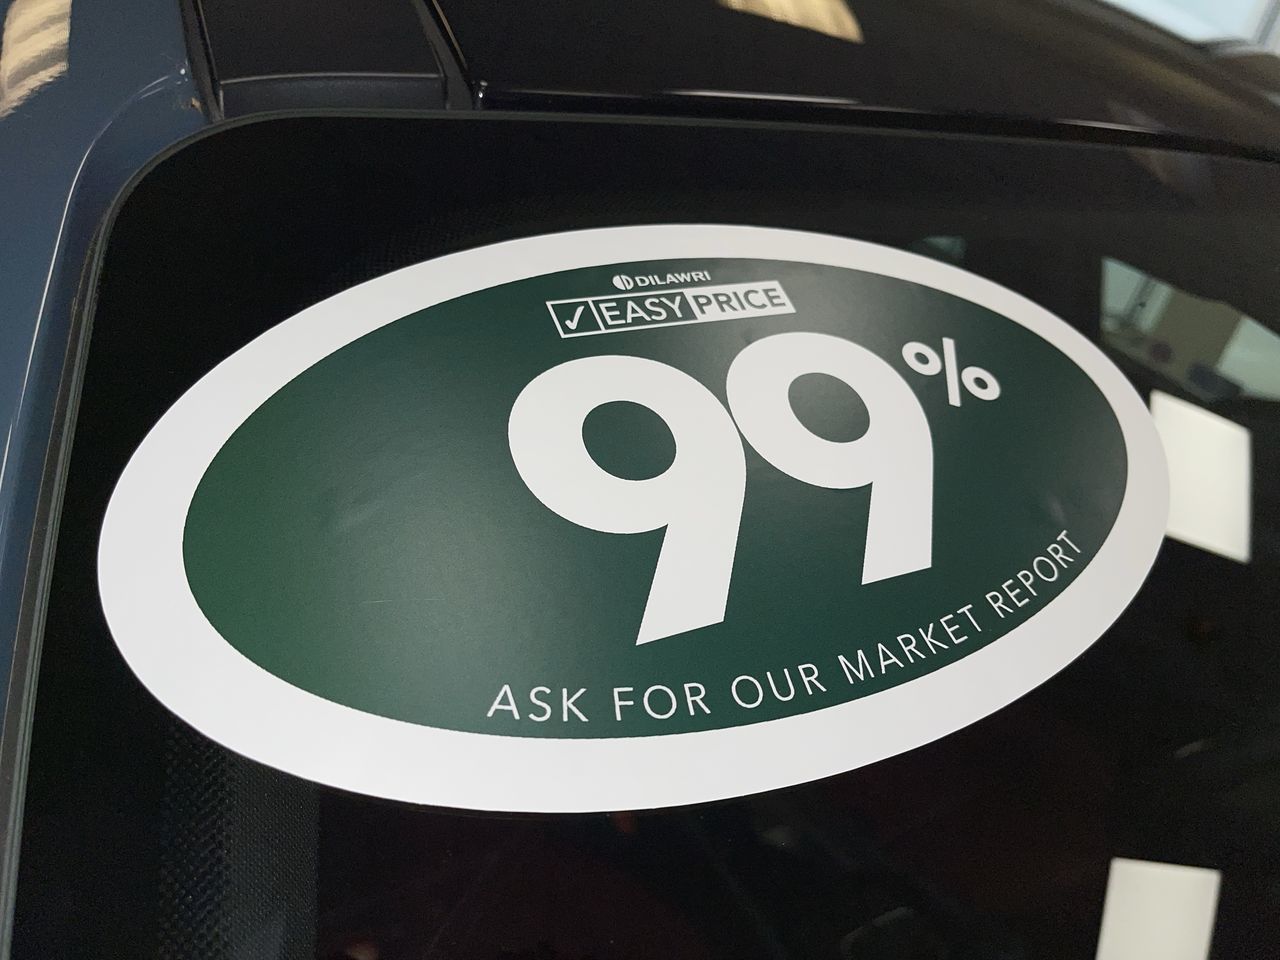 DILAWRI
✓ EASY PRICE
99%
ASK FOR OUR MARKET REPORT